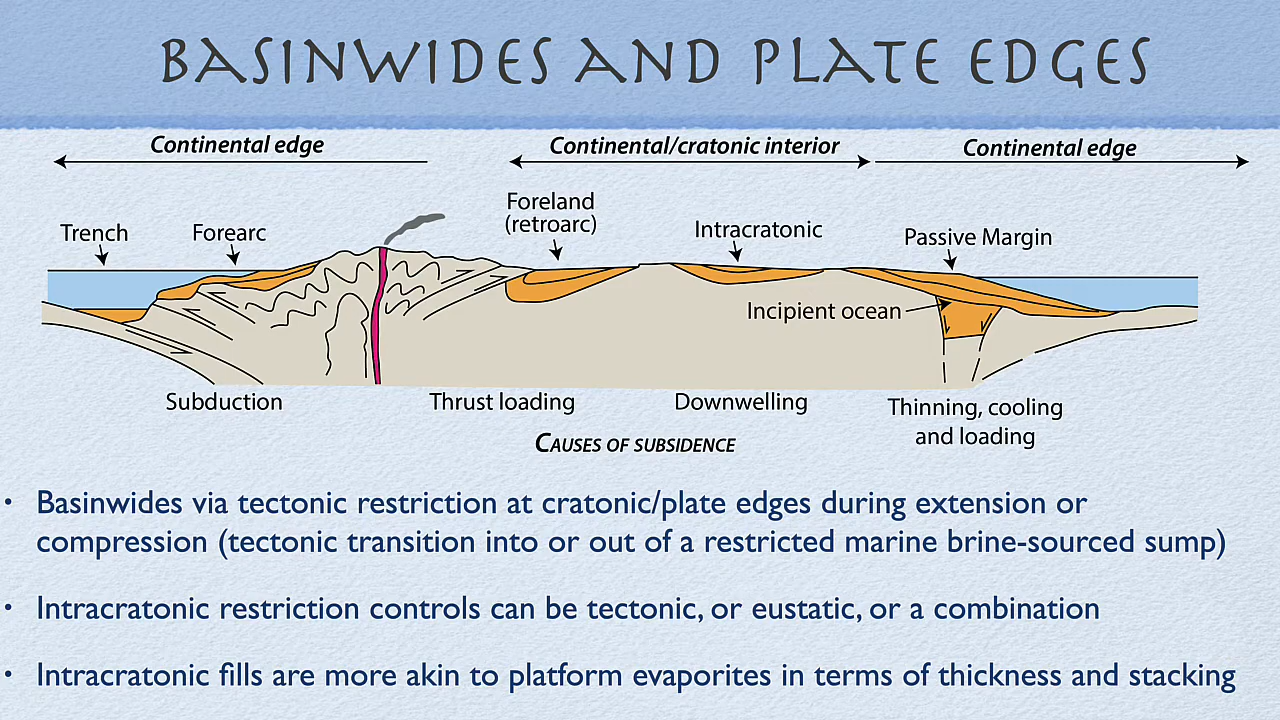 BASINWIDES AND PLATE EDGES
Continental edge
Continental/cratonic interior
Continental edge
Trench
Forearc
Foreland
(retroarc)
Intracratonic
Passive Margin
Incipient ocean
Subduction
Thrust loading
Downwelling
Thinning, cooling
and loading
CAUSES OF SUBSIDENCE
• Basinwides via tectonic restriction at cratonic/plate edges during extension or
compression (tectonic transition into or out of a restricted marine brine-sourced sump)
• Intracratonic restriction controls can be tectonic, or eustatic, or a combination
• Intracratonic fills are more akin to platform evaporites in terms of thickness and stacking